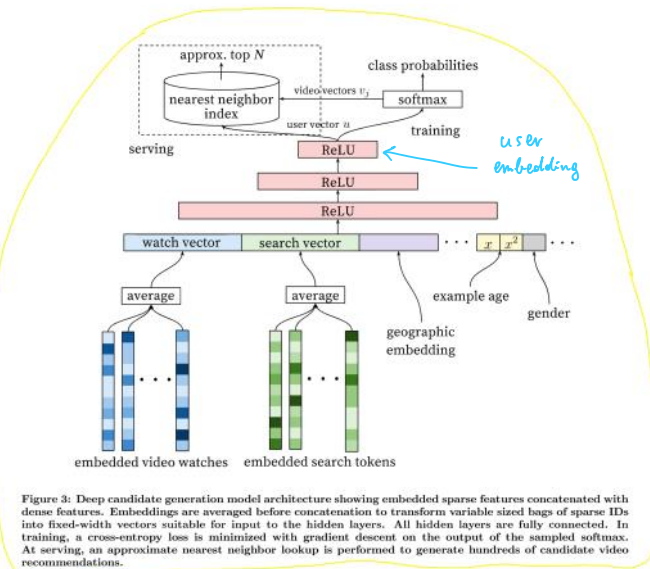 approx. top N
class probabilities
nearest neighbor
index
video vectors vⱼ
softmax
user vector u
training
serving
ReLU
user
embedding
ReLU
ReLU
watch vector
search vector
x
x²
average
average
example age
gender
geographic
embedding
embedded video watches
embedded search tokens
Figure 3: Deep candidate generation model architecture showing embedded sparse features concatenated with
dense features. Embeddings are averaged before concatenation to transform variable sized bags of sparse IDs
into fixed-width vectors suitable for input to the hidden layers. All hidden layers are fully connected. In
training, a cross-entropy loss is minimized with gradient descent on the output of the sampled softmax.
At serving, an approximate nearest neighbor lookup is performed to generate hundreds of candidate video
recommendations.